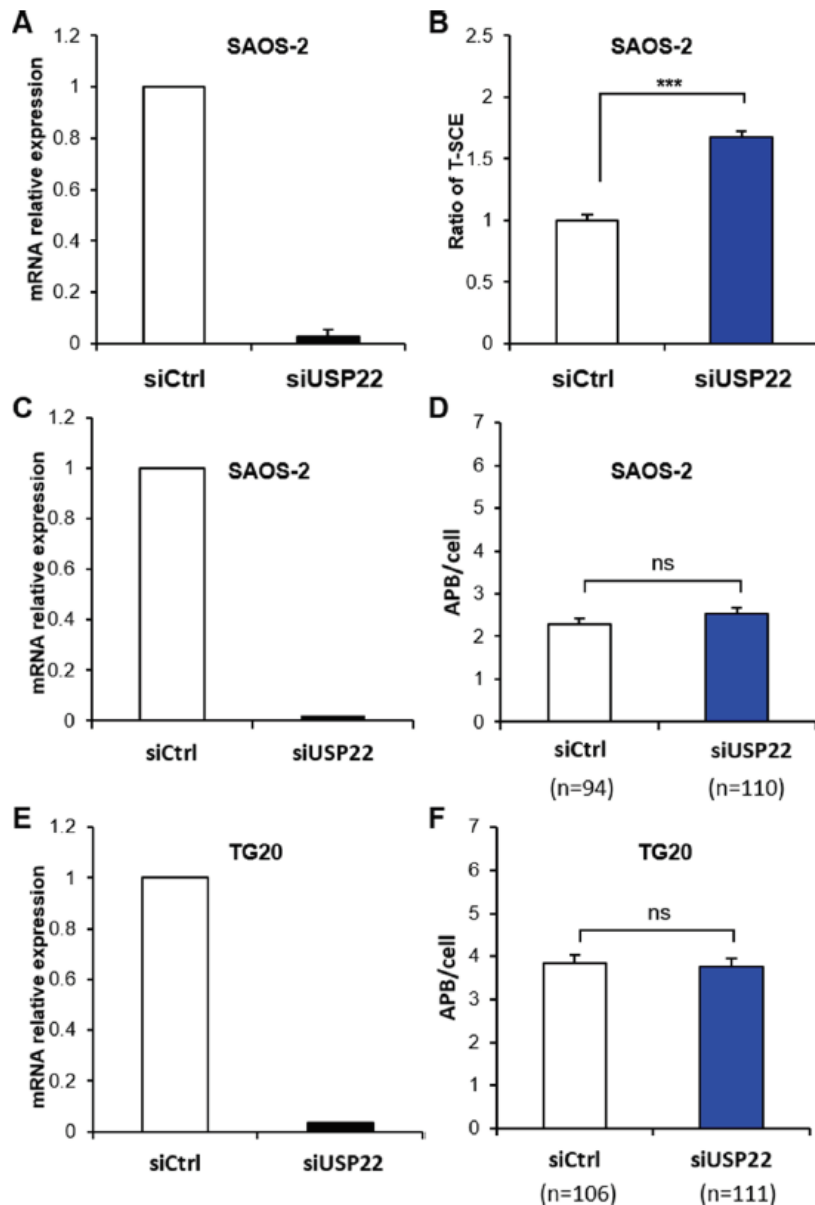 A
SAOS-2
mRNA relative expression
1.2
1
0.8
0.6
0.4
0.2
0
siCtrl
siUSP22
B
SAOS-2
Ratio of T-SCE
2.5
2
1.5
1
0.5
0
***
siCtrl
siUSP22
C
SAOS-2
mRNA relative expression
1.2
1
0.8
0.6
0.4
0.2
0
siCtrl
siUSP22
D
SAOS-2
APB/cell
7
6
5
4
3
2
1
0
ns
siCtrl
siUSP22
(n=94)
(n=110)
E
TG20
mRNA relative expression
1.2
1
0.8
0.6
0.4
0.2
0
siCtrl
siUSP22
F
TG20
APB/cell
7
6
5
4
3
2
1
0
ns
siCtrl
siUSP22
(n=106)
(n=111)